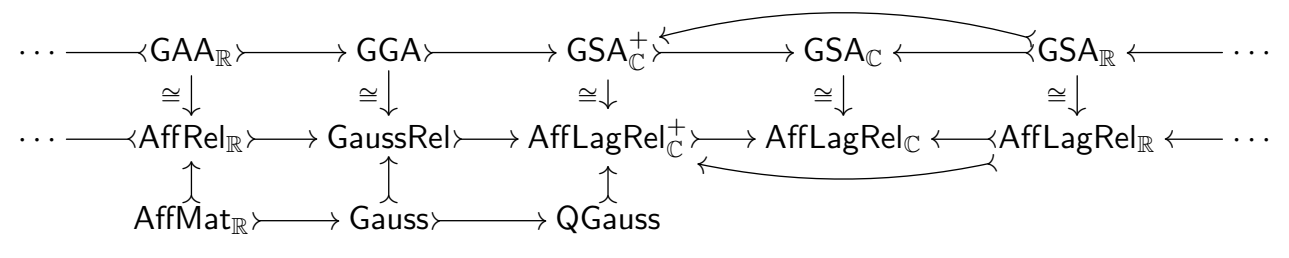 ··· GAA_ℝ GGA GSA_ℂ^+ GSA_ℂ GSA_ℝ ···
≅ ≅ ≅ ≅ ≅
··· AffRel_ℝ GaussRel AffLagRel_ℂ^+ AffLagRel_ℂ AffLagRel_ℝ ···
AffMat_ℝ Gauss QGauss